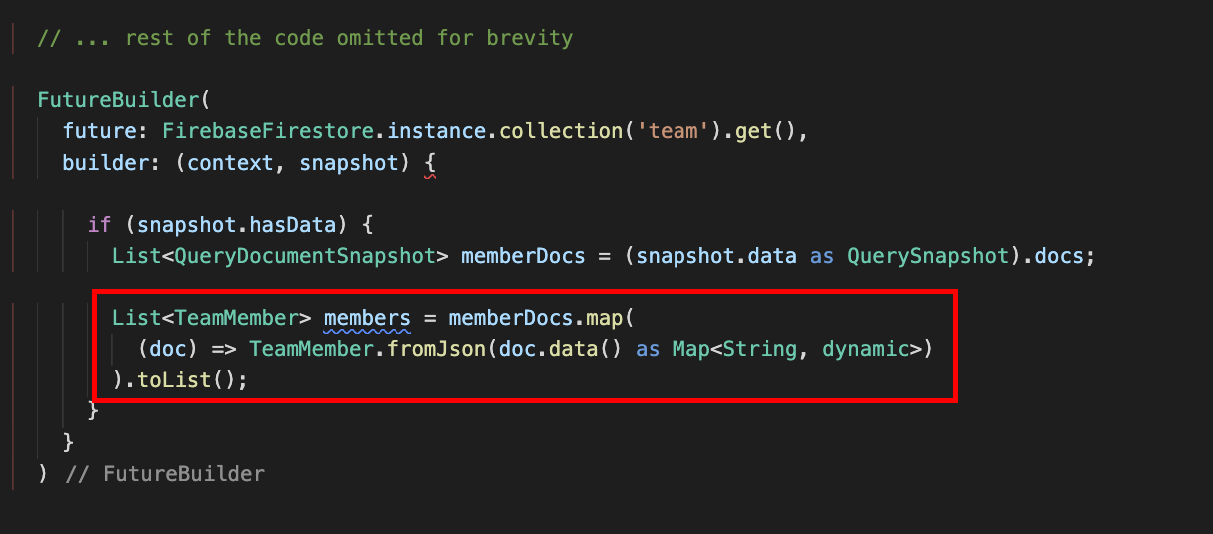 // ... rest of the code omitted for brevity
FutureBuilder(
future: FirebaseFirestore.instance.collection('team').get(),
builder: (context, snapshot) {
if (snapshot.hasData) {
List<QueryDocumentSnapshot> memberDocs = (snapshot.data as QuerySnapshot).docs;
List<TeamMember> members = memberDocs.map(
(doc) => TeamMember.fromJson(doc.data() as Map<String, dynamic>)
).toList();
}
}
) // FutureBuilder